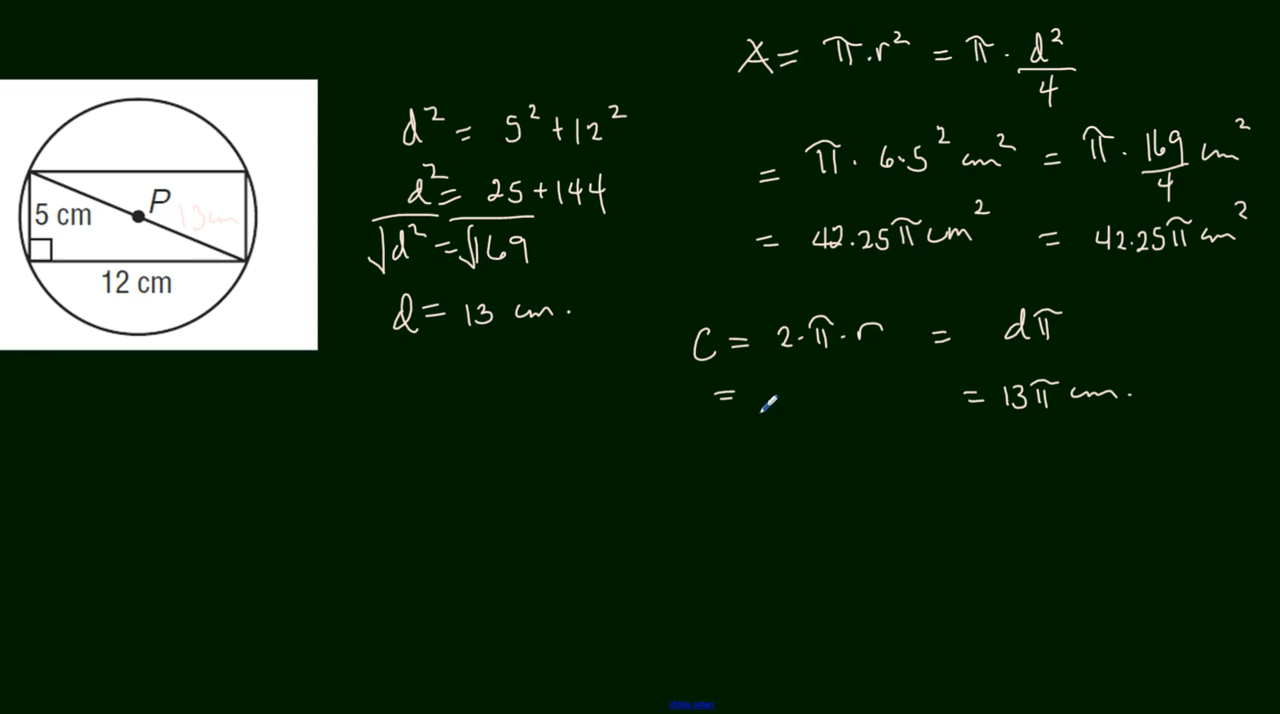 5 cm
P
13cm
12 cm
d² = 5² + 12²
d² = 25 + 144
√d² = √169
d = 13 cm.
A = π·r² = π · d²/4
= π · 6.5² cm² = π · 169/4 cm²
= 42.25π cm² = 42.25π cm²
C = 2·π·r = dπ
= = 13π cm.